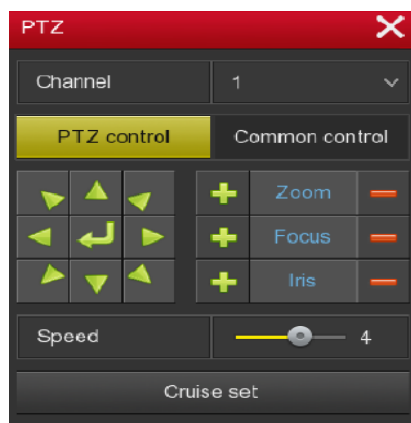 PTZ
Channel 1
PTZ control Common control
Zoom
Focus
Iris
Speed 4
Cruise set